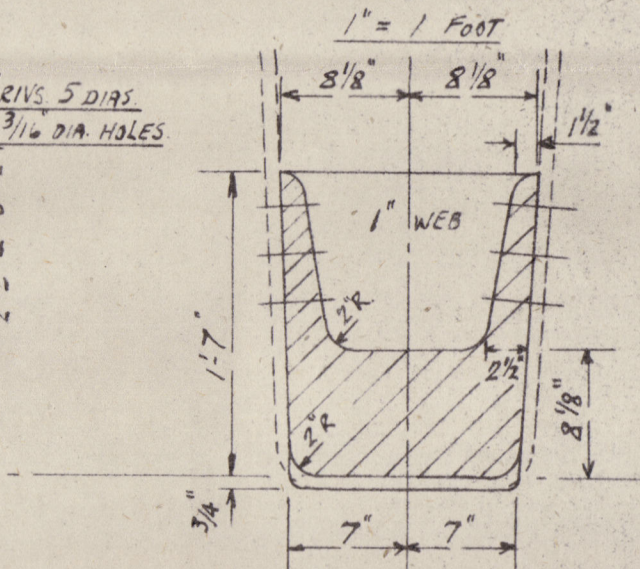 1" = 1 FOOT
RIVS. 5 DIAS.
3/16" DIA. HOLES.
8 1/8" 8 1/8"
1 1/2"
1" WEB
2" R.
1'-7"
2 1/2"
8 1/8"
2" R
3/4"
7" 7"